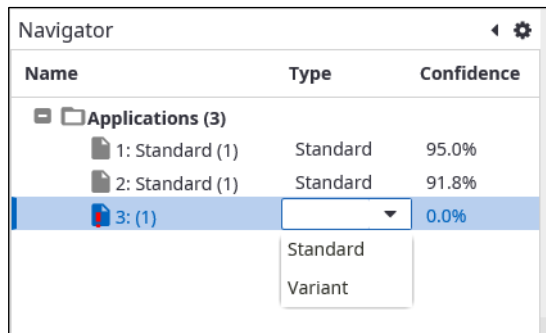 Navigator
Name Type Confidence
Applications (3)
1: Standard (1) Standard 95.0%
2: Standard (1) Standard 91.8%
3: (1) 0.0%
Standard
Variant